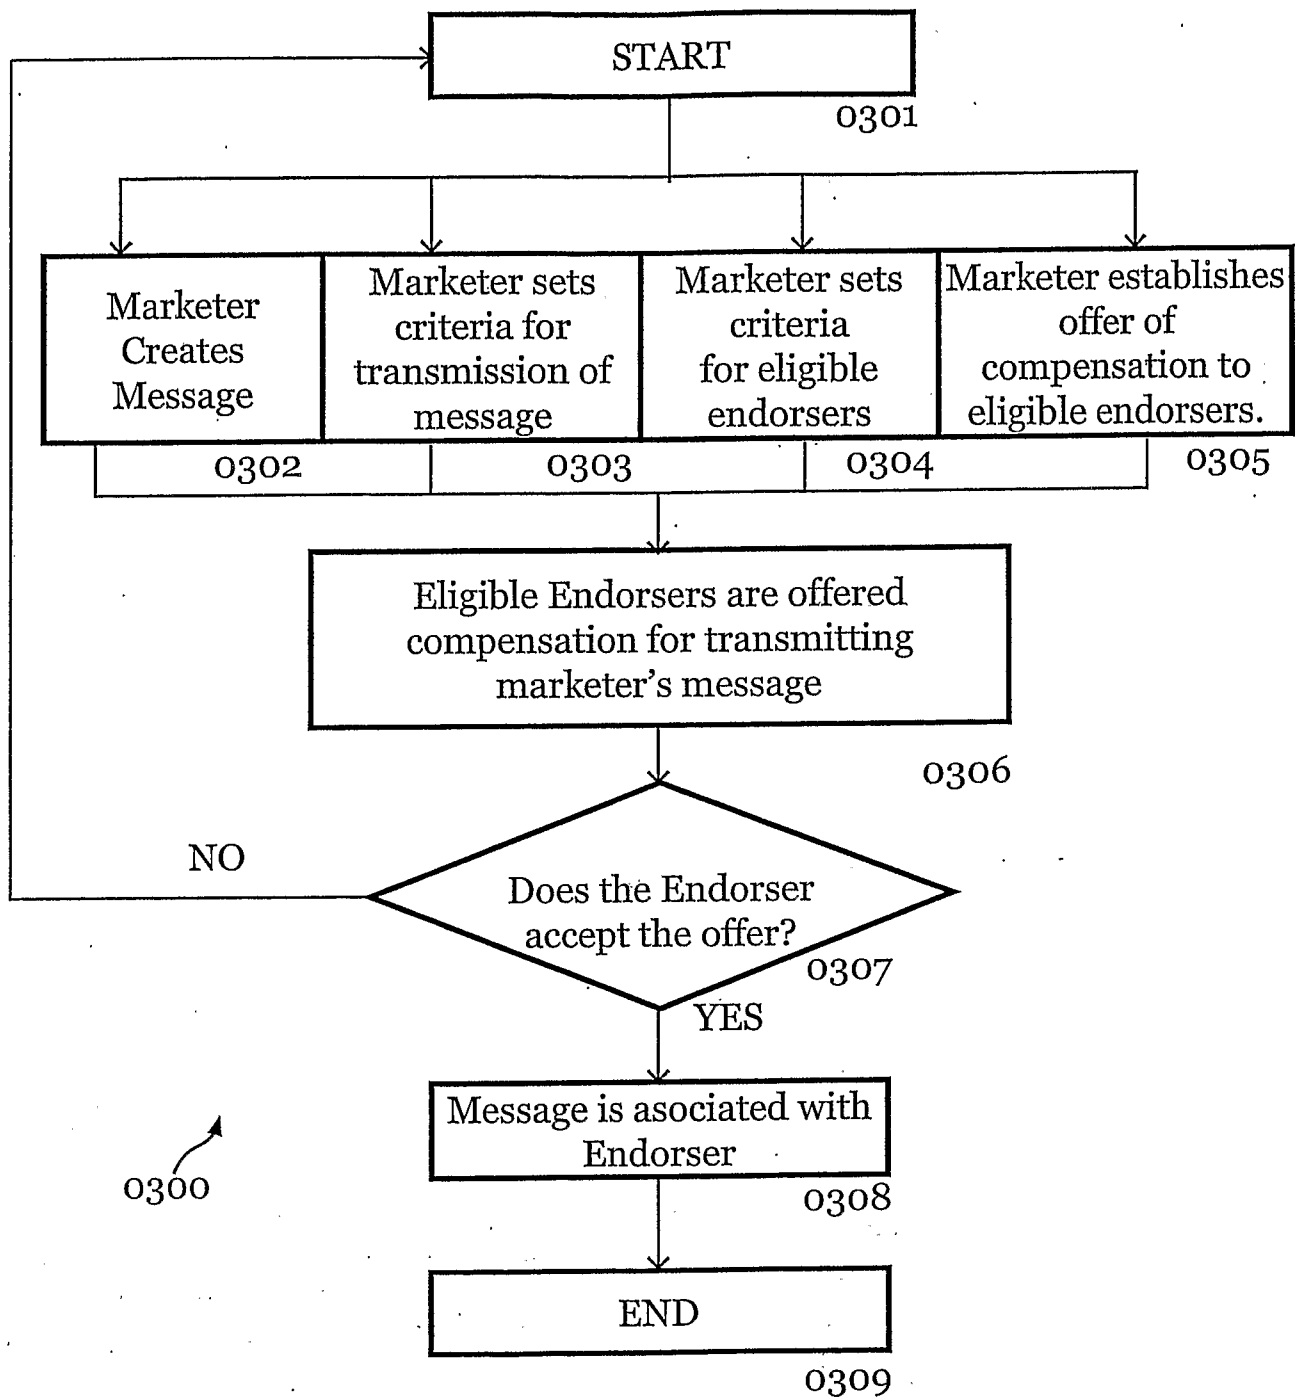 START
0301
Marketer
Creates
Message
0302
Marketer sets
criteria for
transmission of
message
0303
Marketer sets
criteria
for eligible
endorsers
0304
Marketer establishes
offer of
compensation to
eligible endorsers.
0305
Eligible Endorsers are offered
compensation for transmitting
marketer's message
0306
Does the Endorser
accept the offer?
0307
NO
YES
Message is asociated with
Endorser
0308
0300
END
0309